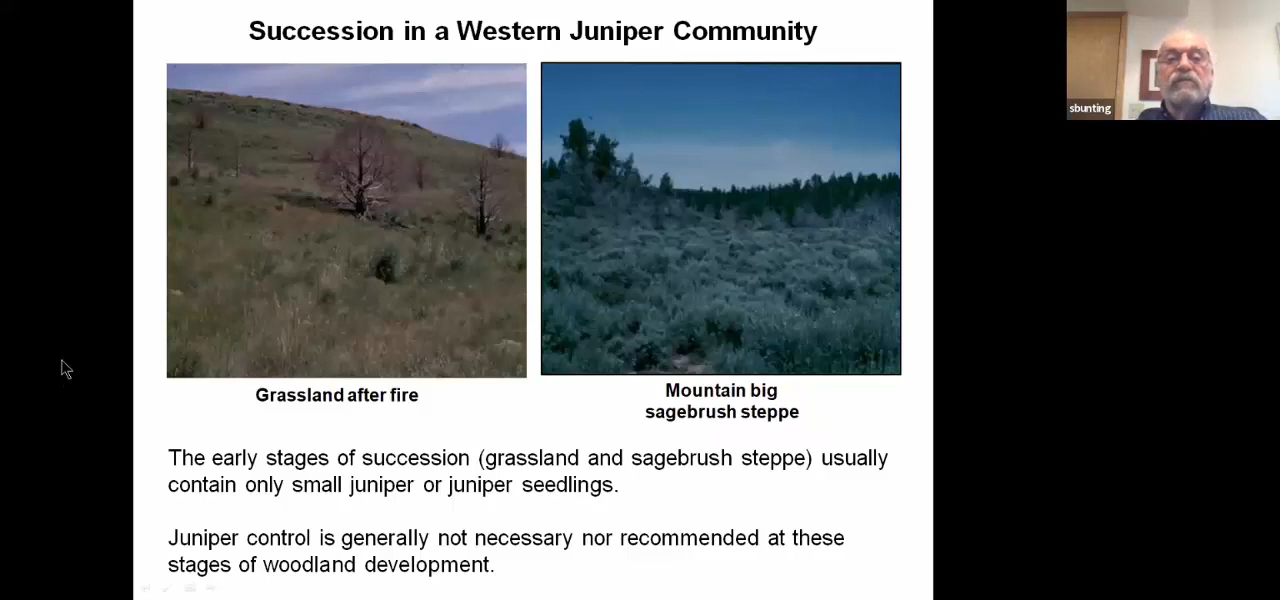 Succession in a Western Juniper Community
sbunting
Grassland after fire
Mountain big
sagebrush steppe
The early stages of succession (grassland and sagebrush steppe) usually
contain only small juniper or juniper seedlings.
Juniper control is generally not necessary nor recommended at these
stages of woodland development.